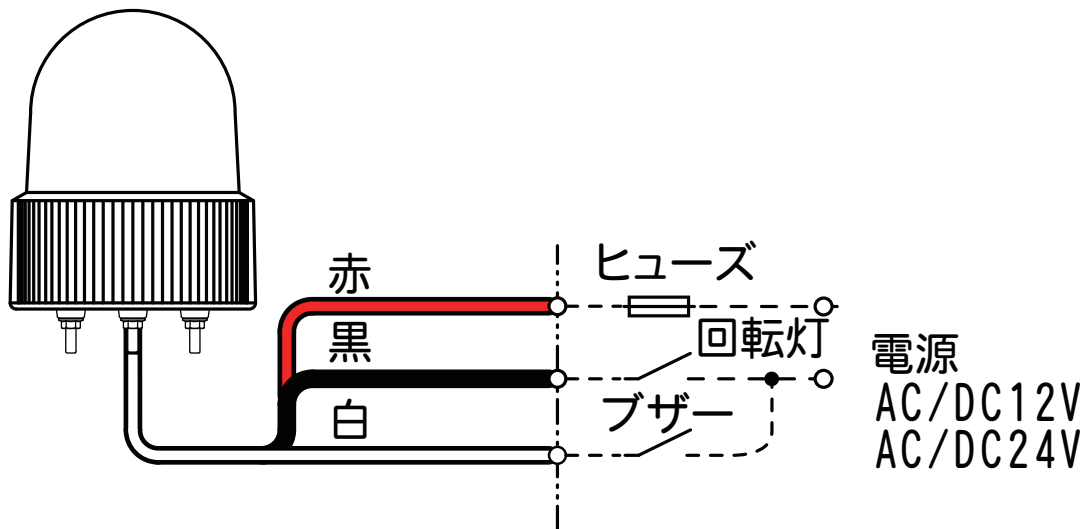 赤
ヒューズ
黒
回転灯
白
ブザー
電源
AC/DC12V
AC/DC24V